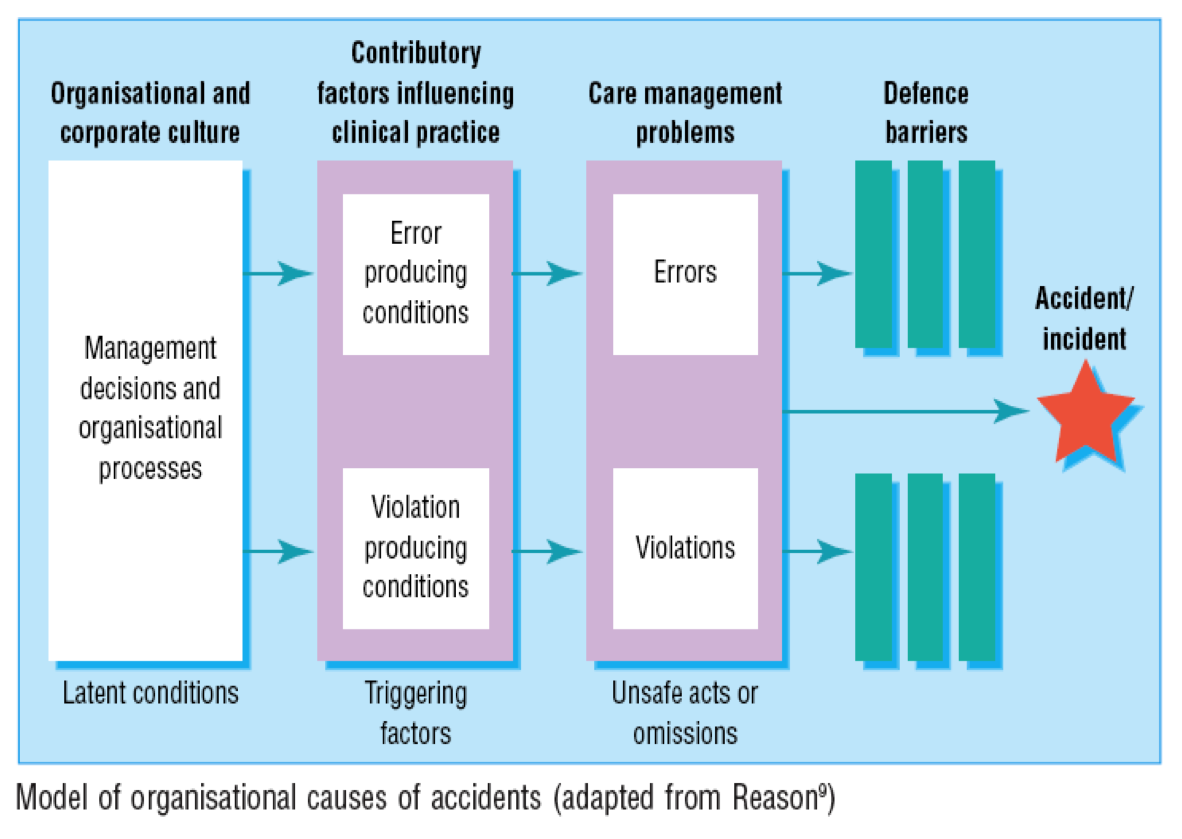 Organisational and
corporate culture
Contributory
factors influencing
clinical practice
Care management
problems
Defence
barriers
Management
decisions and
organisational
processes
Error
producing
conditions
Errors
Violation
producing
conditions
Violations
Accident/
incident
Latent conditions
Triggering
factors
Unsafe acts or
omissions
Model of organisational causes of accidents (adapted from Reason⁹)